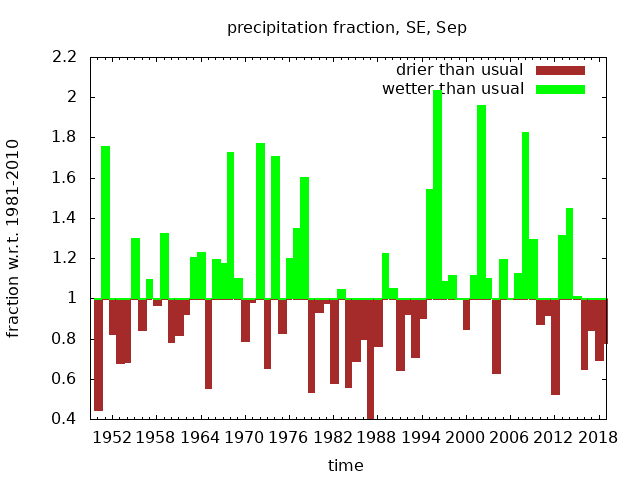 precipitation fraction, SE, Sep
drier than usual
wetter than usual
fraction w.r.t. 1981-2010
2.2
2
1.8
1.6
1.4
1.2
1
0.8
0.6
0.4
1952 1958 1964 1970 1976 1982 1988 1994 2000 2006 2012 2018
time